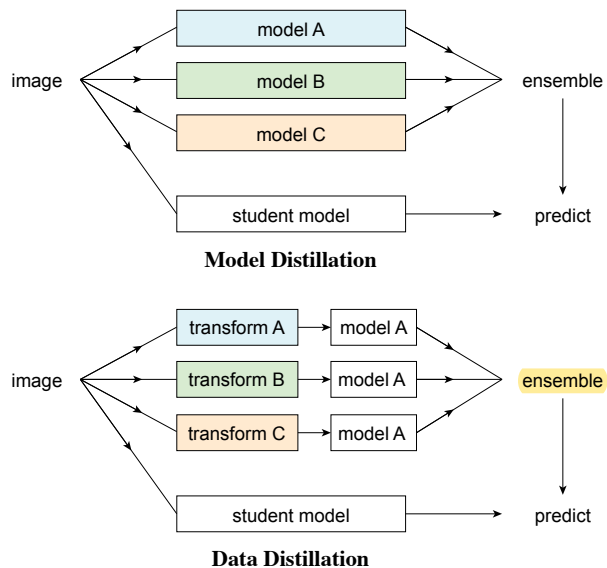 model A
image model B ensemble
model C
student model predict
Model Distillation
transform A model A
image transform B model A ensemble
transform C model A
student model predict
Data Distillation